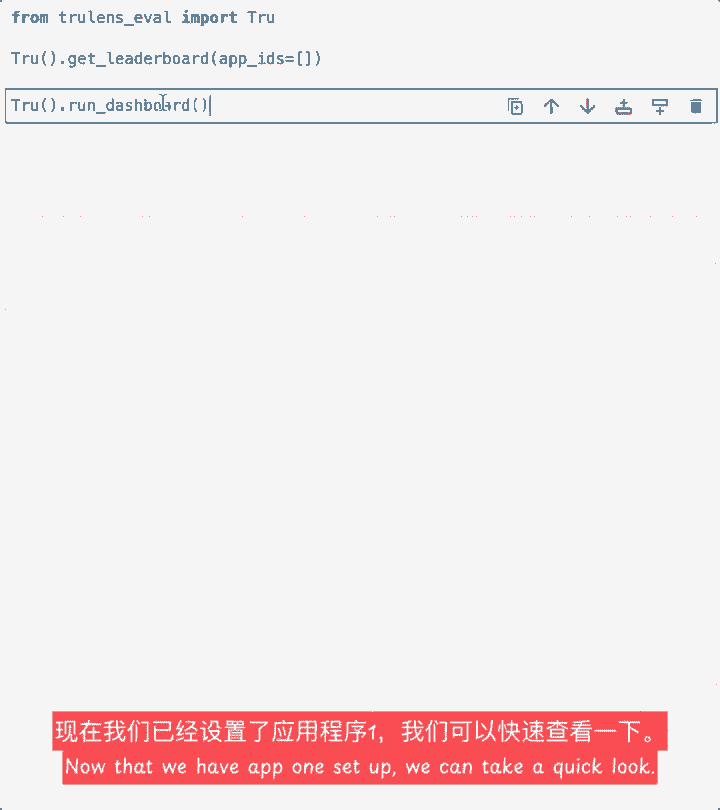 from trulens_eval import Tru
Tru().get_leaderboard(app_ids=[])
Tru().run_dashboard()
现在我们已经设置了应用程序1，我们可以快速查看一下。
Now that we have app one set up, we can take a quick look.